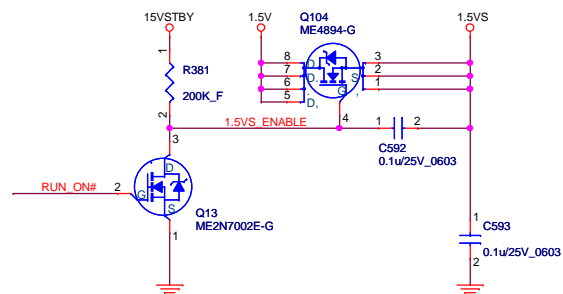 15VSTBY 1.5V Q104 1.5VS
ME4894-G
1 8 D 3
R381 7 D 2
200K_F 6 S 1
5 D
2 G 4
1.5VS_ENABLE 1 2
3 C592
D 0.1u/25V_0603
RUN_ON# 2 G
S Q13
ME2N7002E-G
1 1 C593
0.1u/25V_0603
2